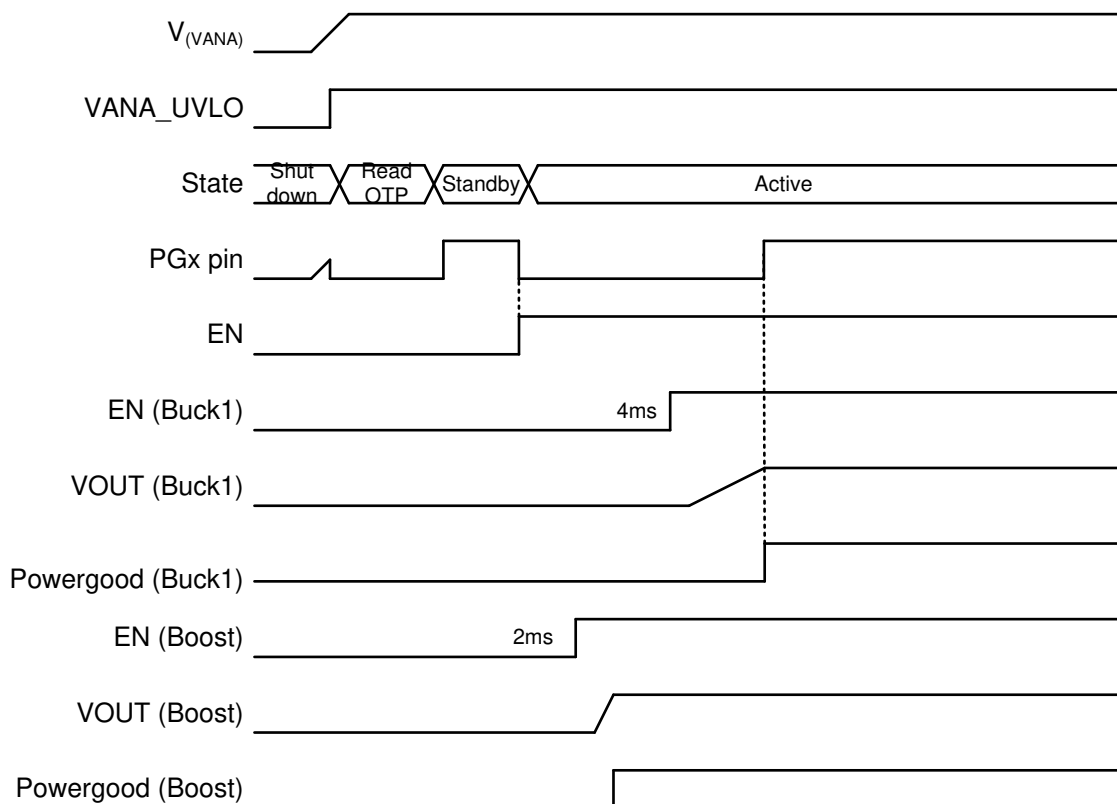 V(VANA)
VANA_UVLO
State
Shut
down
Read
OTP
Standby
Active
PGx pin
EN
EN (Buck1)
4ms
VOUT (Buck1)
Powergood (Buck1)
EN (Boost)
2ms
VOUT (Boost)
Powergood (Boost)